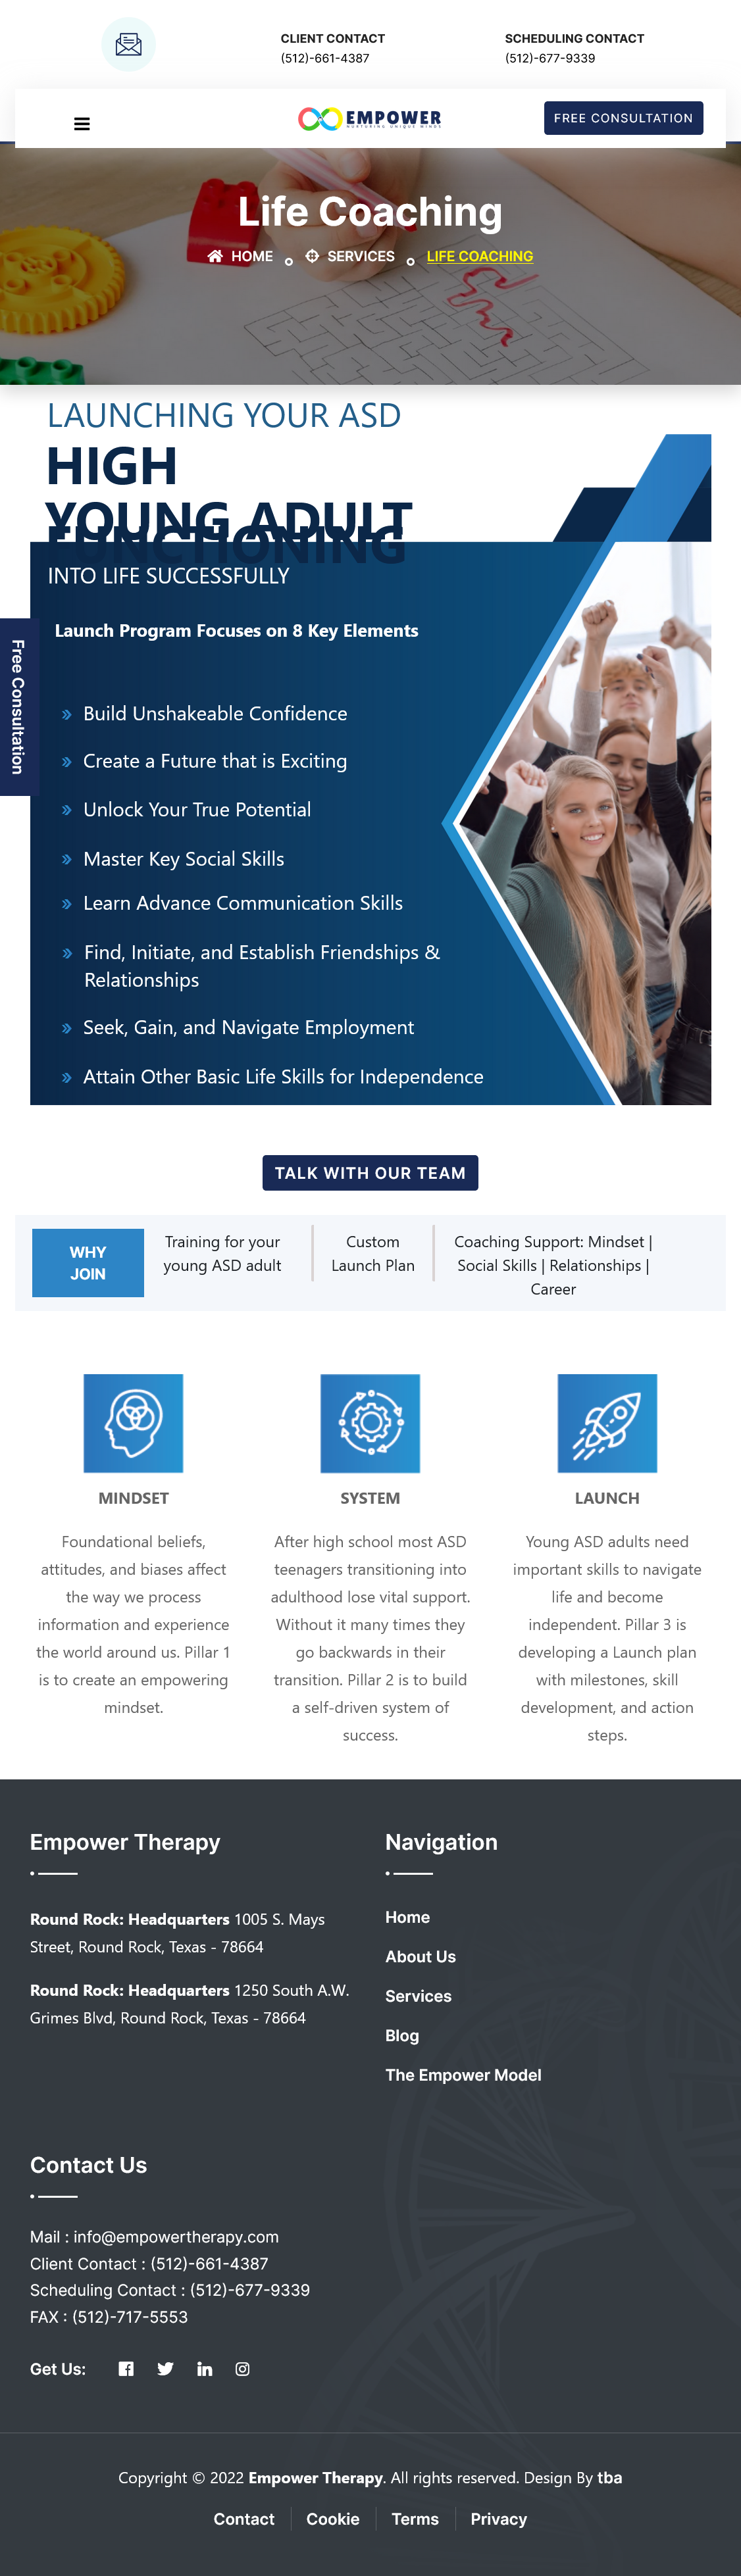 CLIENT CONTACT
(512)-661-4387
SCHEDULING CONTACT
(512)-677-9339
EMPOWER
NURTURING UNIQUE MINDS
FREE CONSULTATION
Life Coaching
HOME
SERVICES
LIFE COACHING
LAUNCHING YOUR ASD
HIGH
FUNCTIONING
YOUNG ADULT
INTO LIFE SUCCESSFULLY
Launch Program Focuses on 8 Key Elements
Free Consultation
Build Unshakeable Confidence
Create a Future that is Exciting
Unlock Your True Potential
Master Key Social Skills
Learn Advance Communication Skills
Find, Initiate, and Establish Friendships &
Relationships
Seek, Gain, and Navigate Employment
Attain Other Basic Life Skills for Independence
TALK WITH OUR TEAM
WHY
JOIN
Training for your
young ASD adult
Custom
Launch Plan
Coaching Support: Mindset |
Social Skills | Relationships |
Career
MINDSET
Foundational beliefs,
attitudes, and biases affect
the way we process
information and experience
the world around us. Pillar 1
is to create an empowering
mindset.
SYSTEM
After high school most ASD
teenagers transitioning into
adulthood lose vital support.
Without it many times they
go backwards in their
transition. Pillar 2 is to build
a self-driven system of
success.
LAUNCH
Young ASD adults need
important skills to navigate
life and become
independent. Pillar 3 is
developing a Launch plan
with milestones, skill
development, and action
steps.
Empower Therapy
Round Rock: Headquarters 1005 S. Mays
Street, Round Rock, Texas - 78664
Round Rock: Headquarters 1250 South A.W.
Grimes Blvd, Round Rock, Texas - 78664
Navigation
Home
About Us
Services
Blog
The Empower Model
Contact Us
Mail : info@empowertherapy.com
Client Contact : (512)-661-4387
Scheduling Contact : (512)-677-9339
FAX : (512)-717-5553
Get Us:
Copyright © 2022 Empower Therapy. All rights reserved. Design By tba
Contact
Cookie
Terms
Privacy